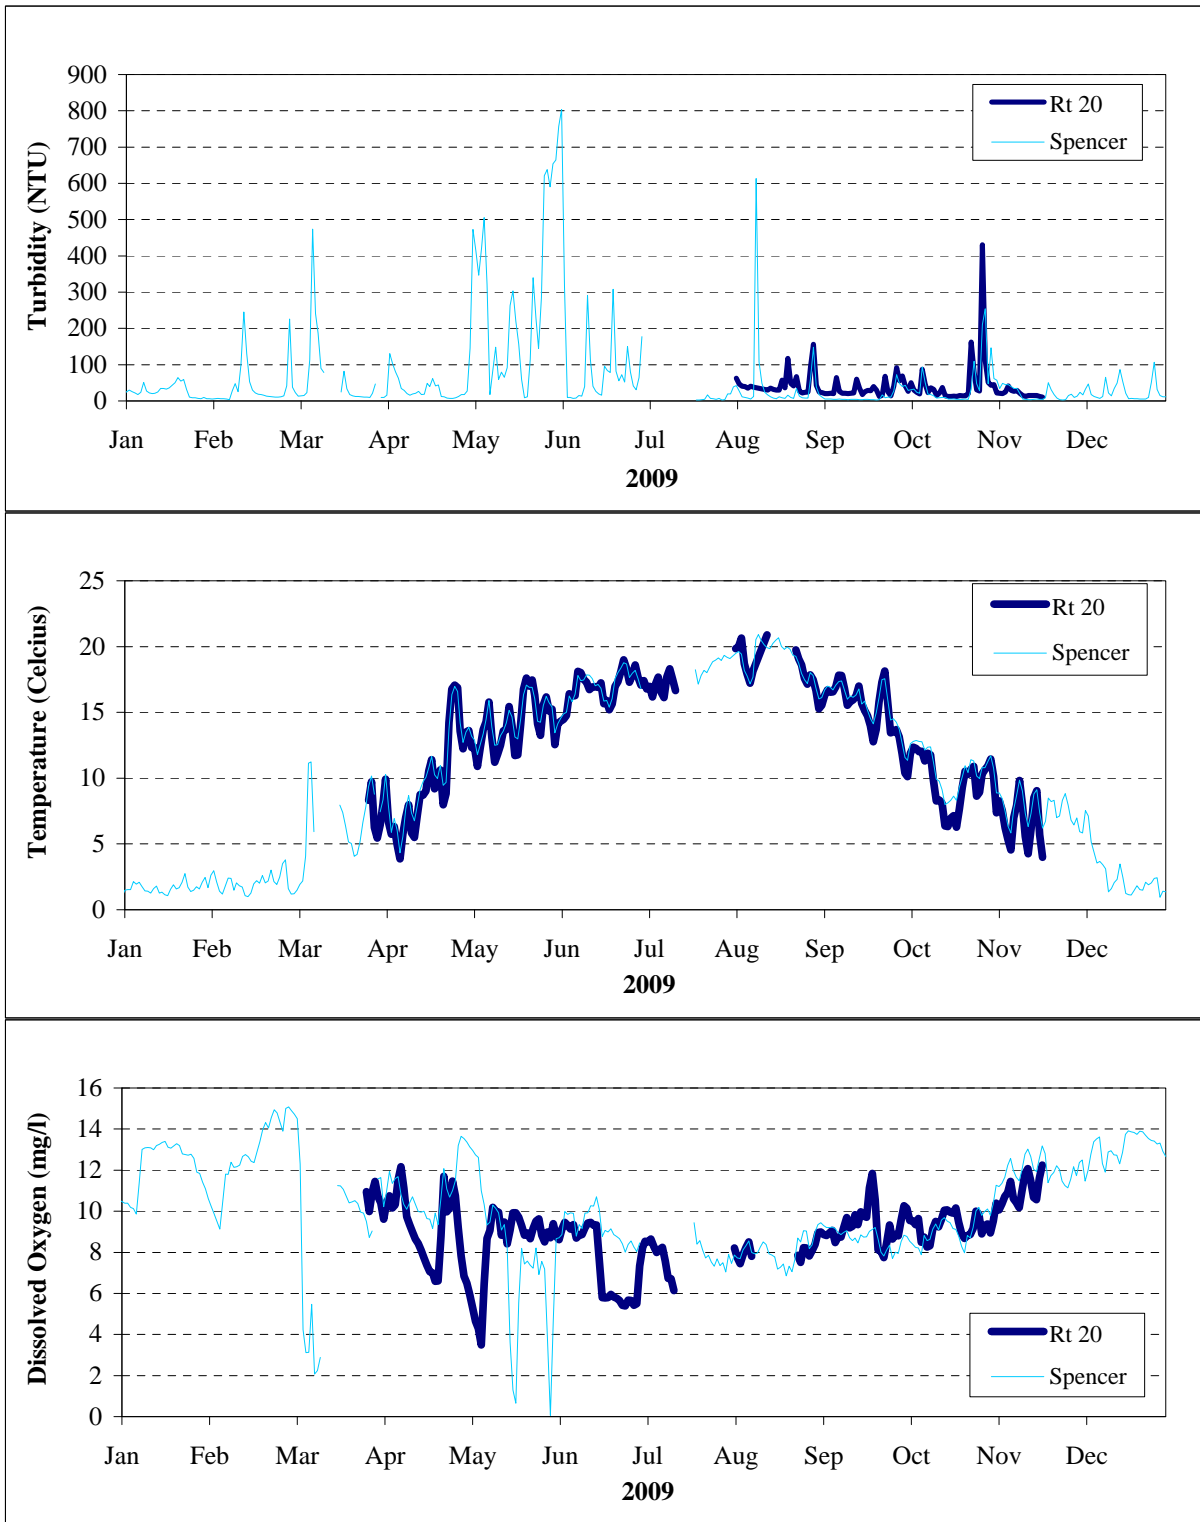 900
800
700
600
500
400
300
200
100
0
Turbidity (NTU)
Rt 20
Spencer
Jan Feb Mar Apr May Jun Jul Aug Sep Oct Nov Dec
2009
25
20
15
10
5
0
Temperature (Celcius)
Rt 20
Spencer
Jan Feb Mar Apr May Jun Jul Aug Sep Oct Nov Dec
2009
16
14
12
10
8
6
4
2
0
Dissolved Oxygen (mg/l)
Rt 20
Spencer
Jan Feb Mar Apr May Jun Jul Aug Sep Oct Nov Dec
2009